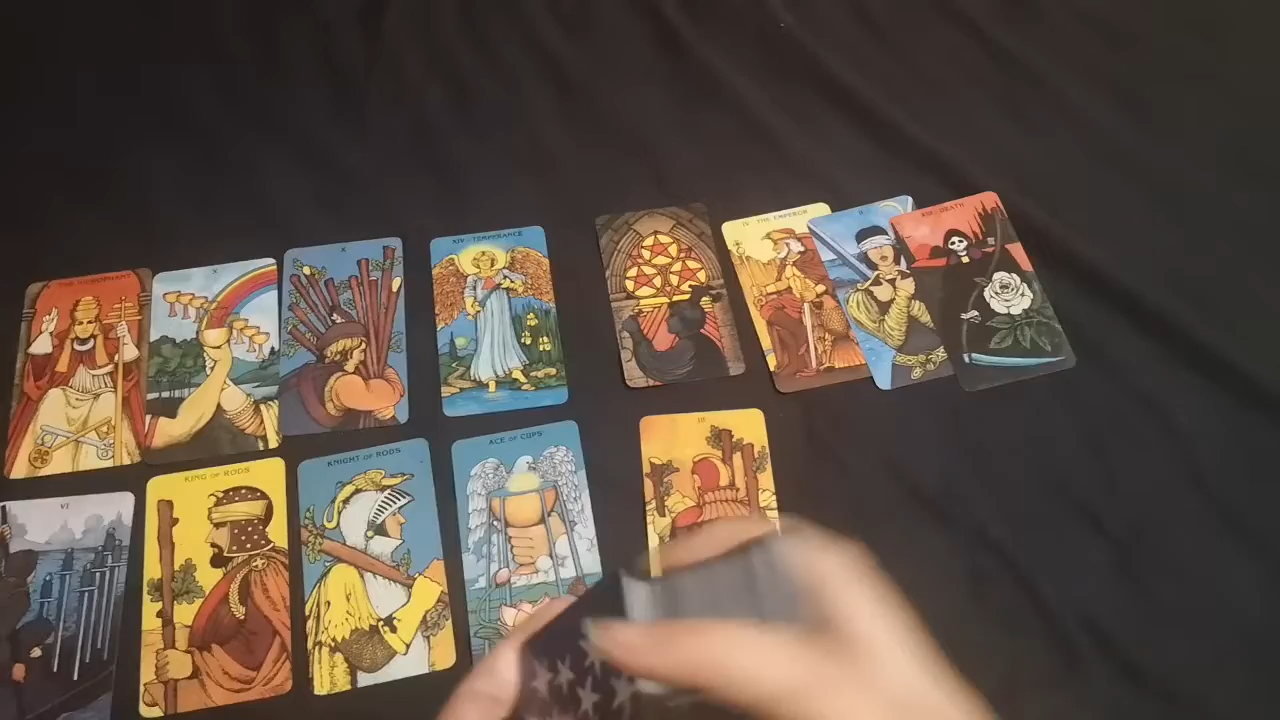 V THE HIEROPHANT
X
X
XIV - TEMPERANCE
IV - THE EMPEROR
II
XIII - DEATH
VI
KING OF RODS
KNIGHT OF RODS
ACE OF CUPS
III